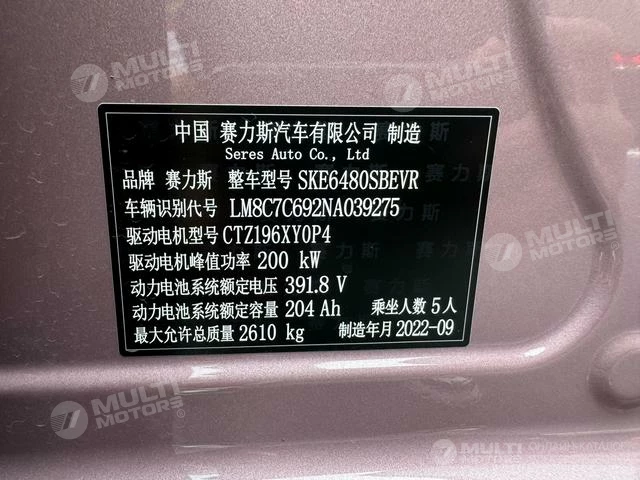 MULTI MOTORS
MULTI MOTORS
中国 赛力斯汽车有限公司 制造
Seres Auto Co., Ltd
品牌 赛力斯 整车型号 SKE6480SBEVR
车辆识别代号 LM8C7C692NA039275
驱动电机型号 CTZ196XY0P4
驱动电机峰值功率 200 kW
动力电池系统额定电压 391.8 V
动力电池系统额定容量 204 Ah 乘坐人数 5 人
最大允许总质量 2610 kg 制造年月 2022-09
MULTI MOTORS
MULTI MOTORS
MULTI